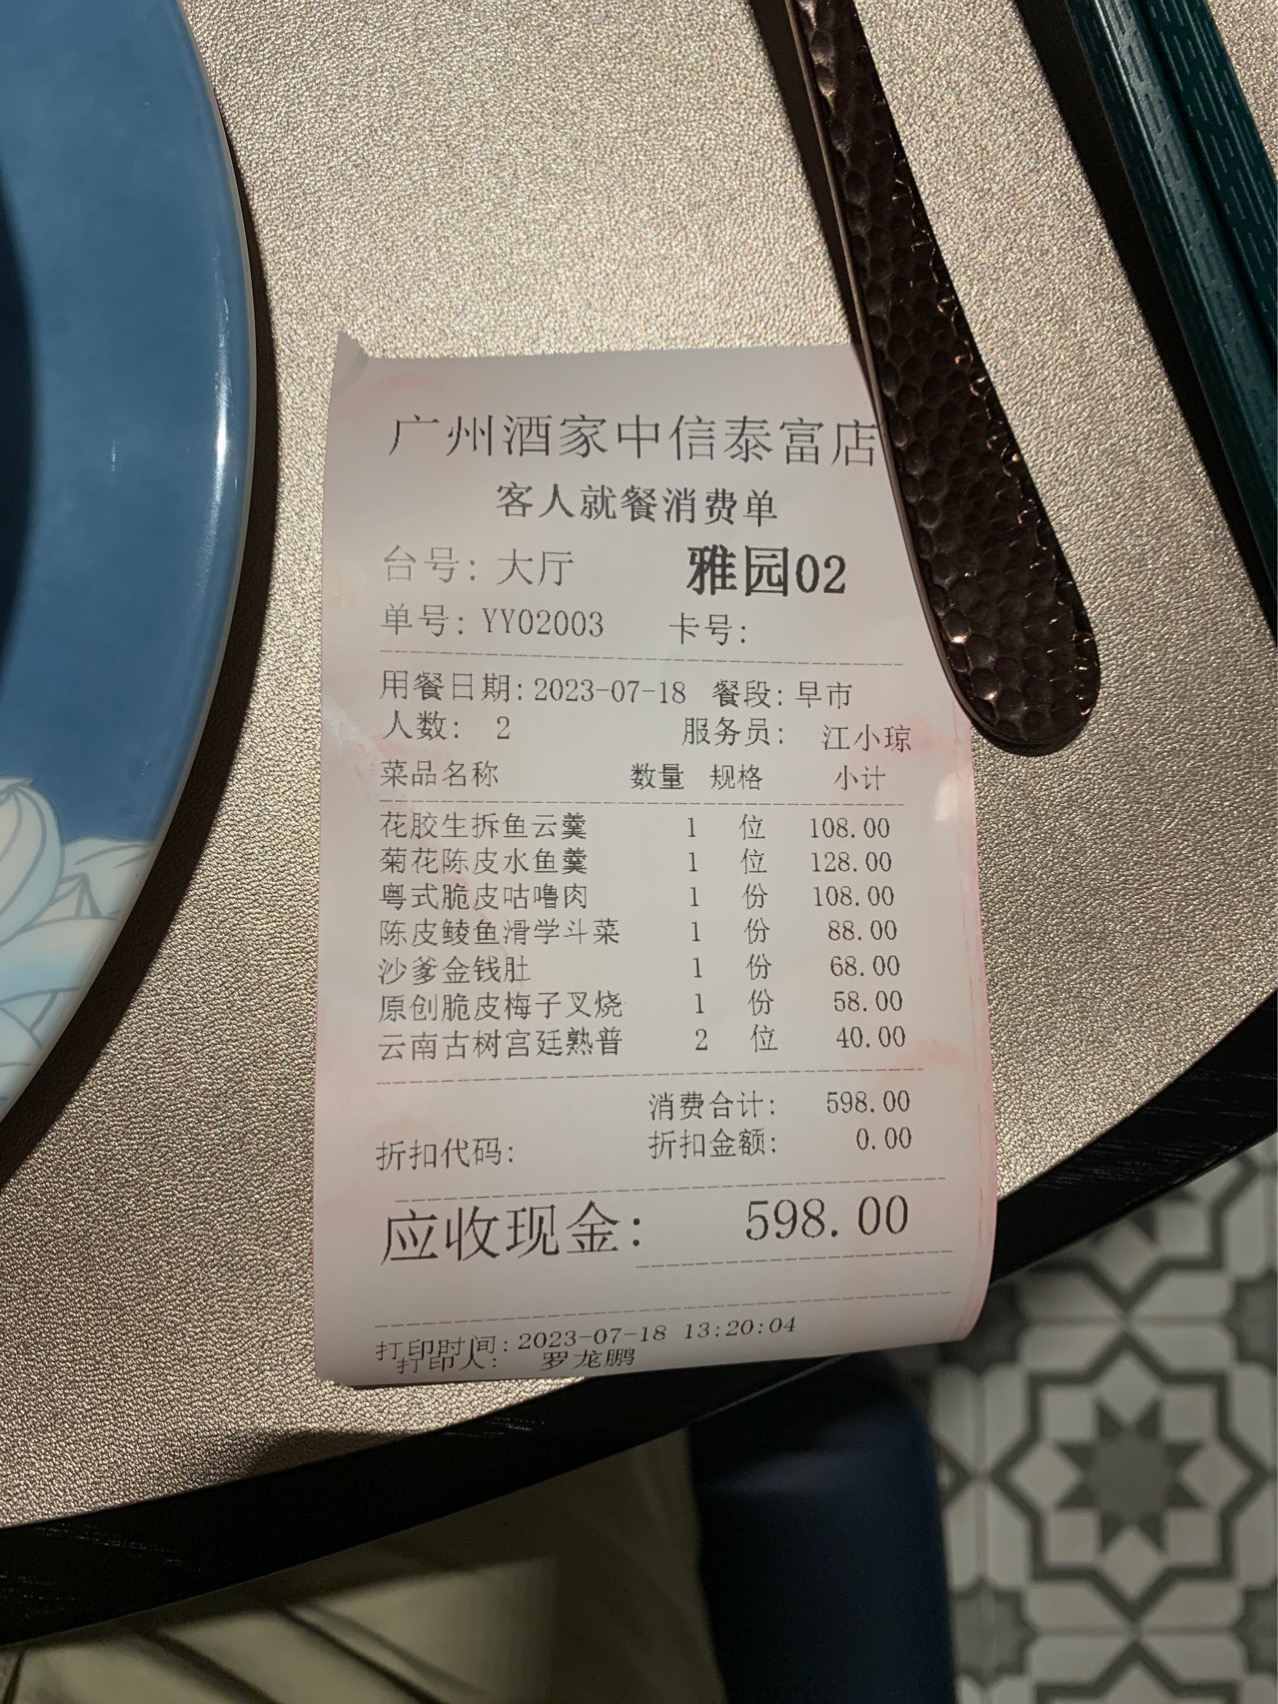 广州酒家中信泰富店
客人就餐消费单
台号: 大厅 雅园02
单号: YY02003 卡号:
用餐日期: 2023-07-18 餐段: 早市
人数: 2 服务员: 江小琼
菜品名称 数量 规格 小计
花胶生拆鱼云羹 1 位 108.00
菊花陈皮水鱼羹 1 位 128.00
粤式脆皮咕噜肉 1 份 108.00
陈皮鲮鱼滑学斗菜 1 份 88.00
沙爹金钱肚 1 份 68.00
原创脆皮梅子叉烧 1 份 58.00
云南古树宫廷熟普 2 位 40.00
消费合计: 598.00
折扣代码: 折扣金额: 0.00
应收现金: 598.00
打印时间: 2023-07-18 13:20:04
打印人: 罗龙鹏